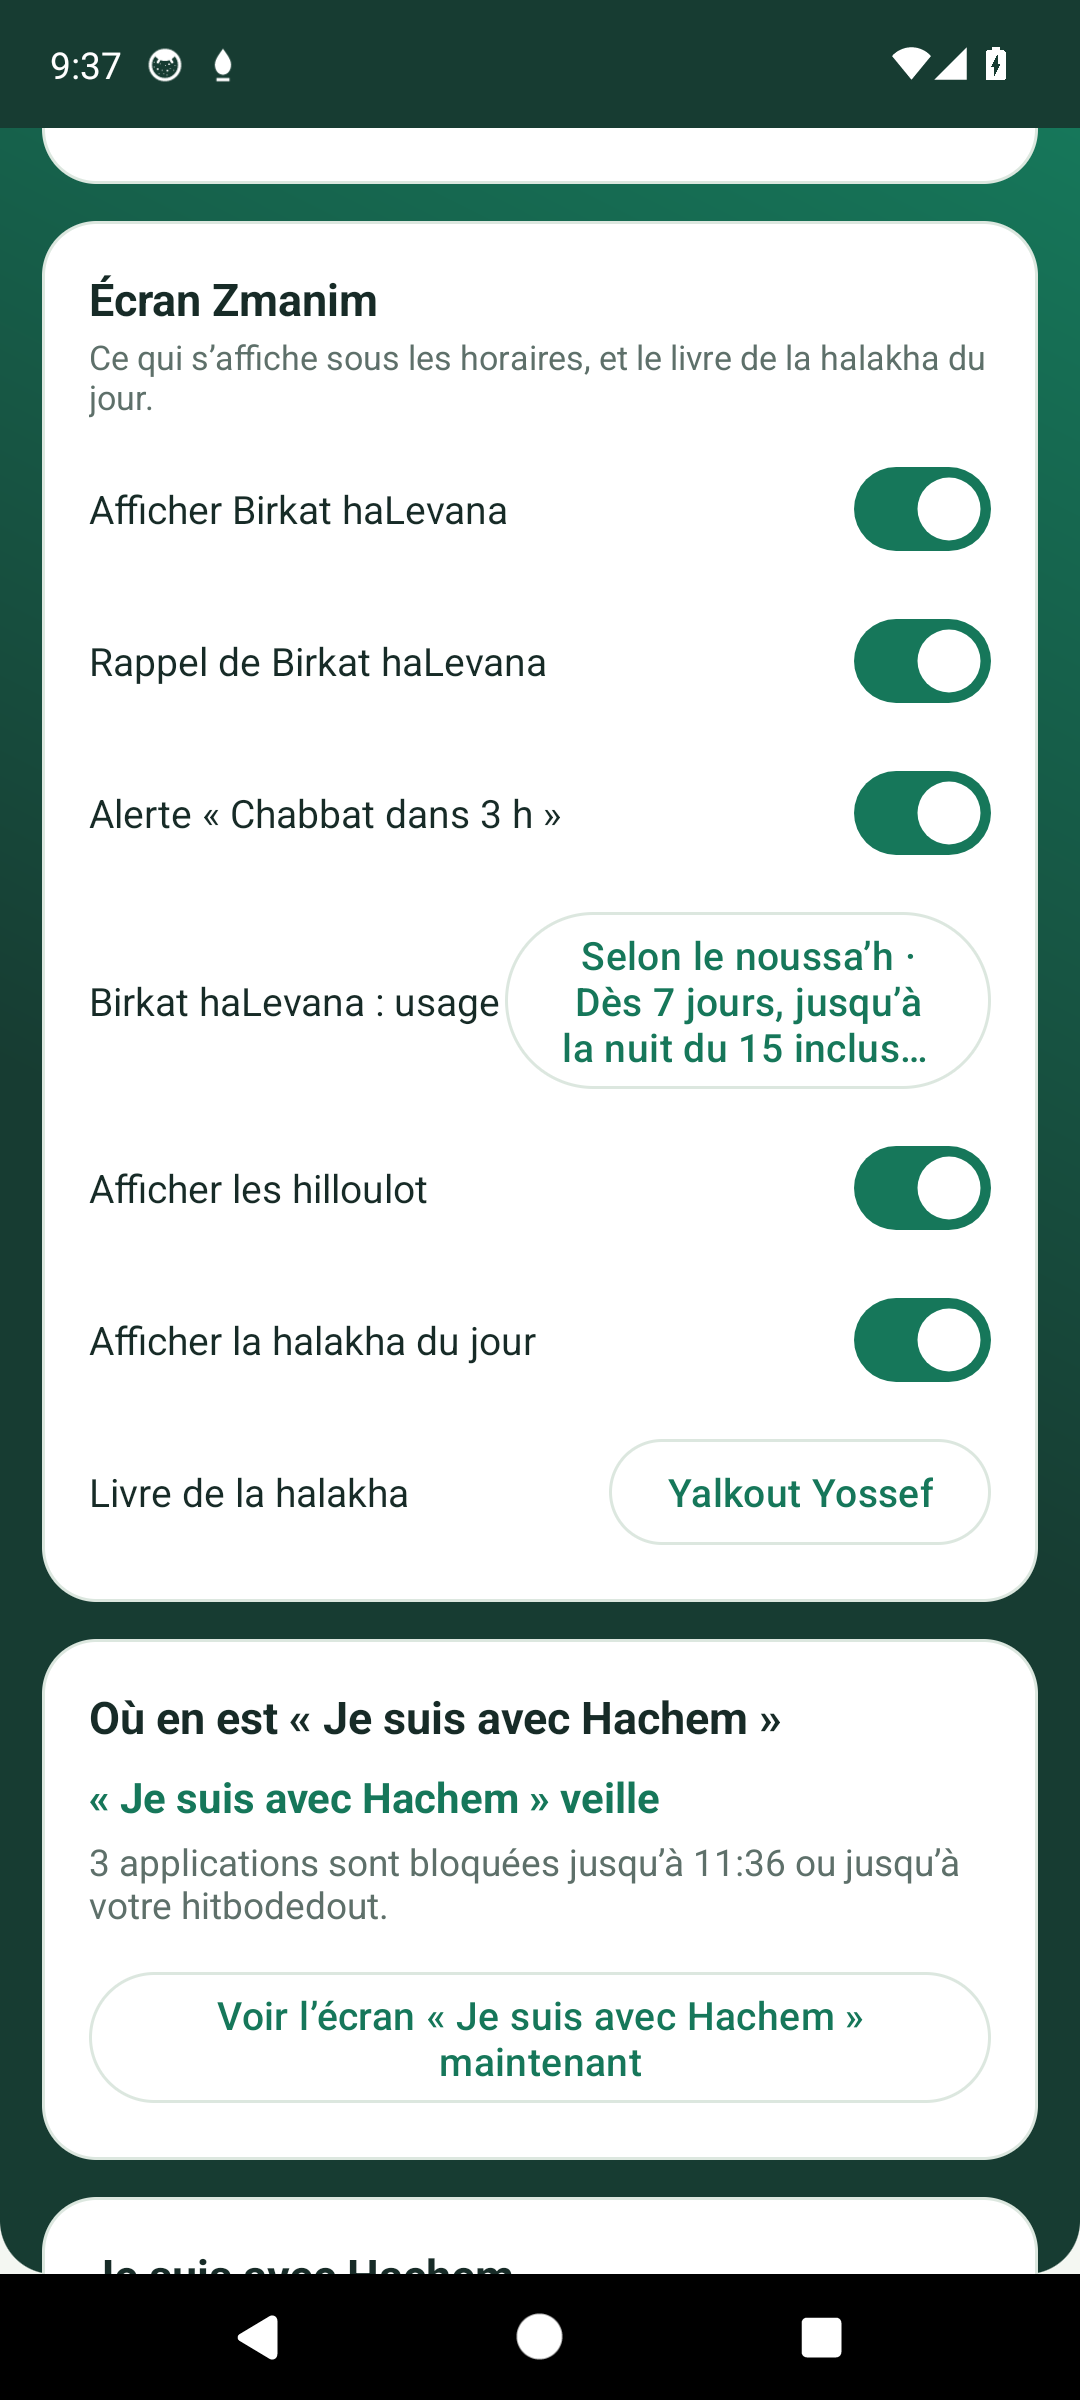 9:37
Écran Zmanim
Ce qui s’affiche sous les horaires, et le livre de la halakha du
jour.
Afficher Birkat haLevana
Rappel de Birkat haLevana
Alerte « Chabbat dans 3 h »
Birkat haLevana : usage
Selon le noussa’h ·
Dès 7 jours, jusqu’à
la nuit du 15 inclus…
Afficher les hilloulot
Afficher la halakha du jour
Livre de la halakha
Yalkout Yossef
Où en est « Je suis avec Hachem »
« Je suis avec Hachem » veille
3 applications sont bloquées jusqu’à 11:36 ou jusqu’à
votre hitbodedout.
Voir l’écran « Je suis avec Hachem »
maintenant
Je suis avec Hachem